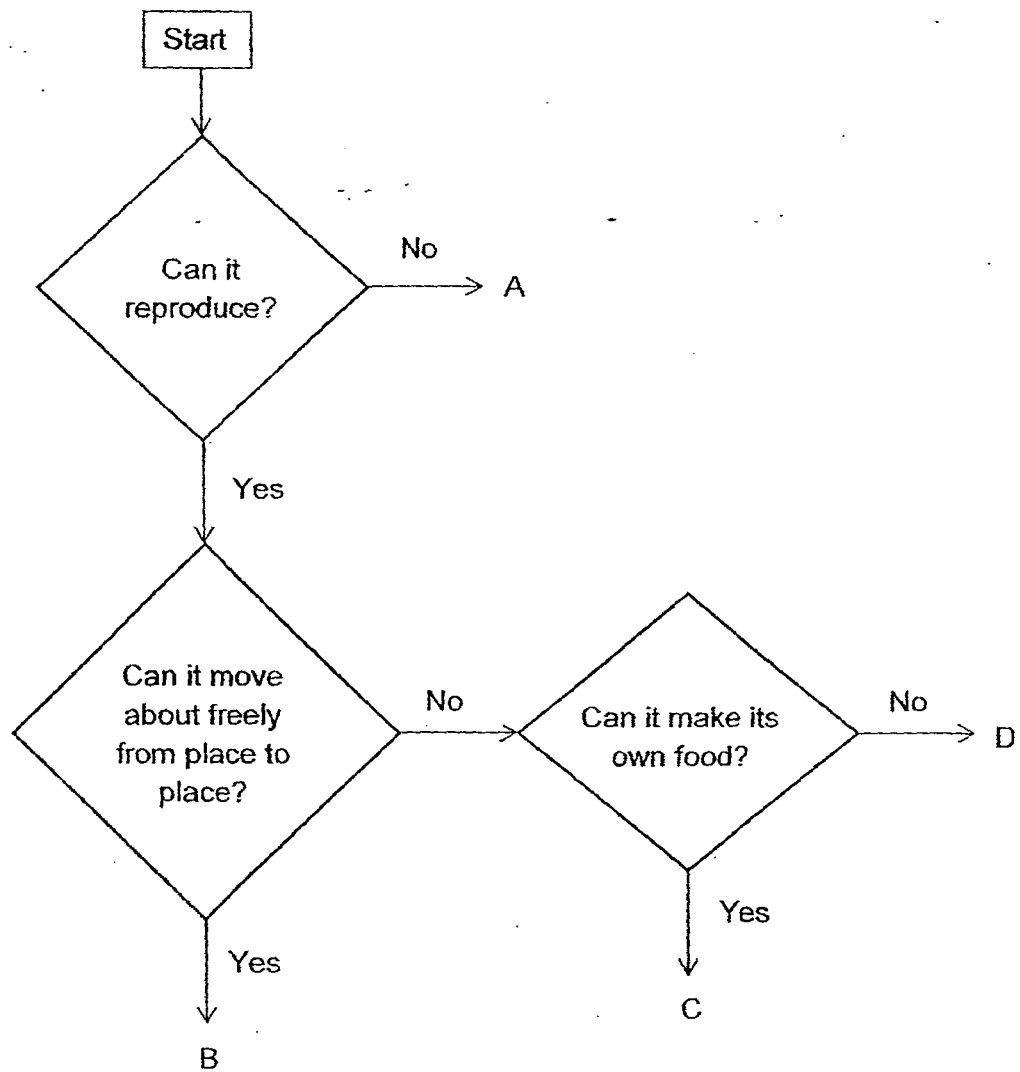 Start
Can it
reproduce?
No
A
Yes
Can it move
about freely
from place to
place?
No
Can it make its
own food?
No
D
Yes
C
Yes
B